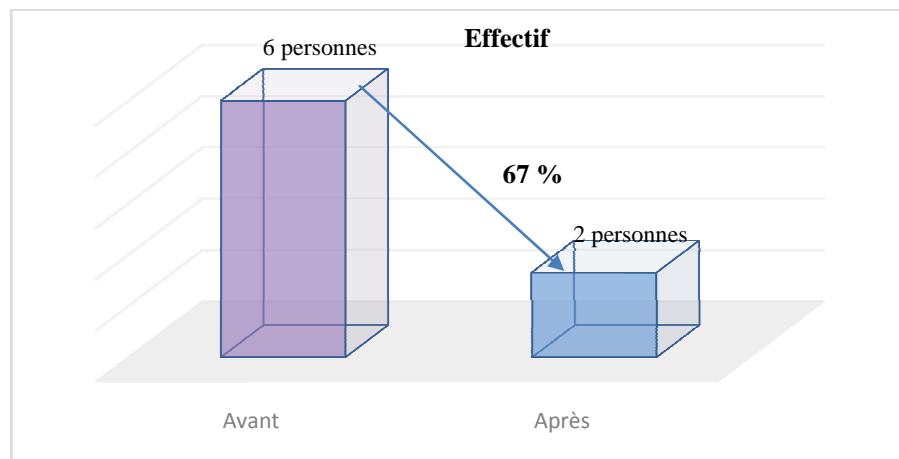 Effectif
6 personnes
67 %
2 personnes
Avant
Après